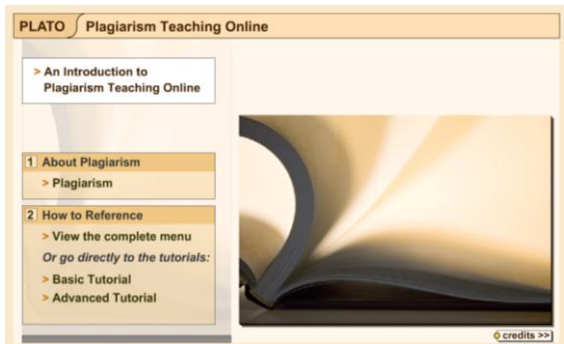 PLATO Plagiarism Teaching Online
> An Introduction to
Plagiarism Teaching Online
1 About Plagiarism
> Plagiarism
2 How to Reference
> View the complete menu
Or go directly to the tutorials:
> Basic Tutorial
> Advanced Tutorial
credits >>